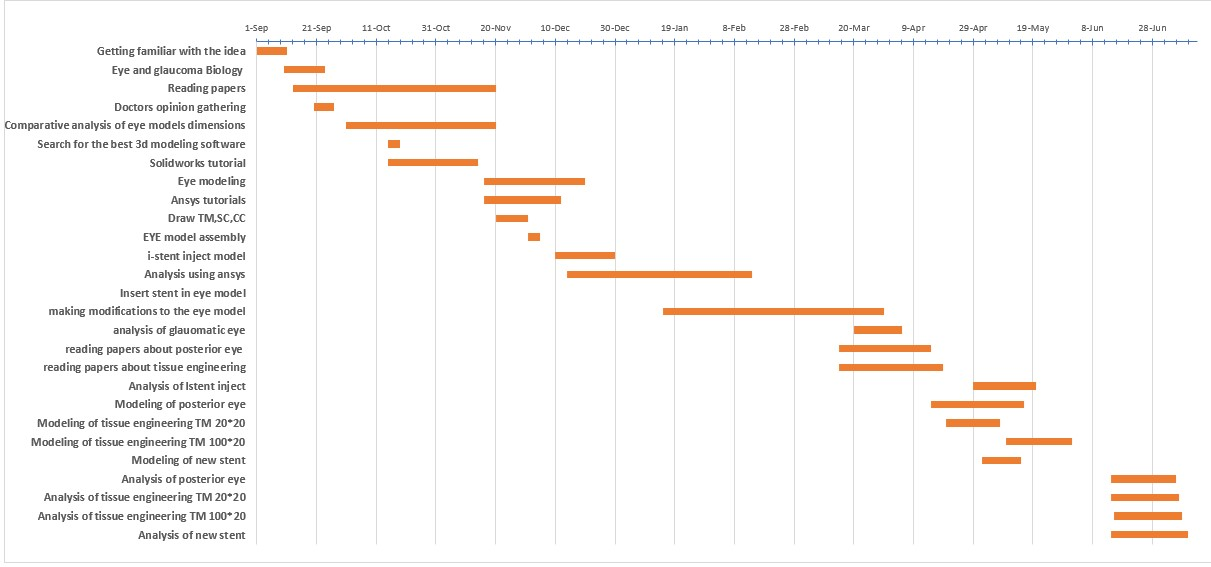 1-Sep 21-Sep 11-Oct 31-Oct 20-Nov 10-Dec 30-Dec 19-Jan 8-Feb 28-Feb 20-Mar 9-Apr 29-Apr 19-May 8-Jun 28-Jun
Getting familiar with the idea
Eye and glaucoma Biology
Reading papers
Doctors opinion gathering
Comparative analysis of eye models dimensions
Search for the best 3d modeling software
Solidworks tutorial
Eye modeling
Ansys tutorials
Draw TM,SC,CC
EYE model assembly
i-stent inject model
Analysis using ansys
Insert stent in eye model
making modifications to the eye model
analysis of glauomatic eye
reading papers about posterior eye
reading papers about tissue engineering
Analysis of Istent inject
Modeling of posterior eye
Modeling of tissue engineering TM 20*20
Modeling of tissue engineering TM 100*20
Modeling of new stent
Analysis of posterior eye
Analysis of tissue engineering TM 20*20
Analysis of tissue engineering TM 100*20
Analysis of new stent